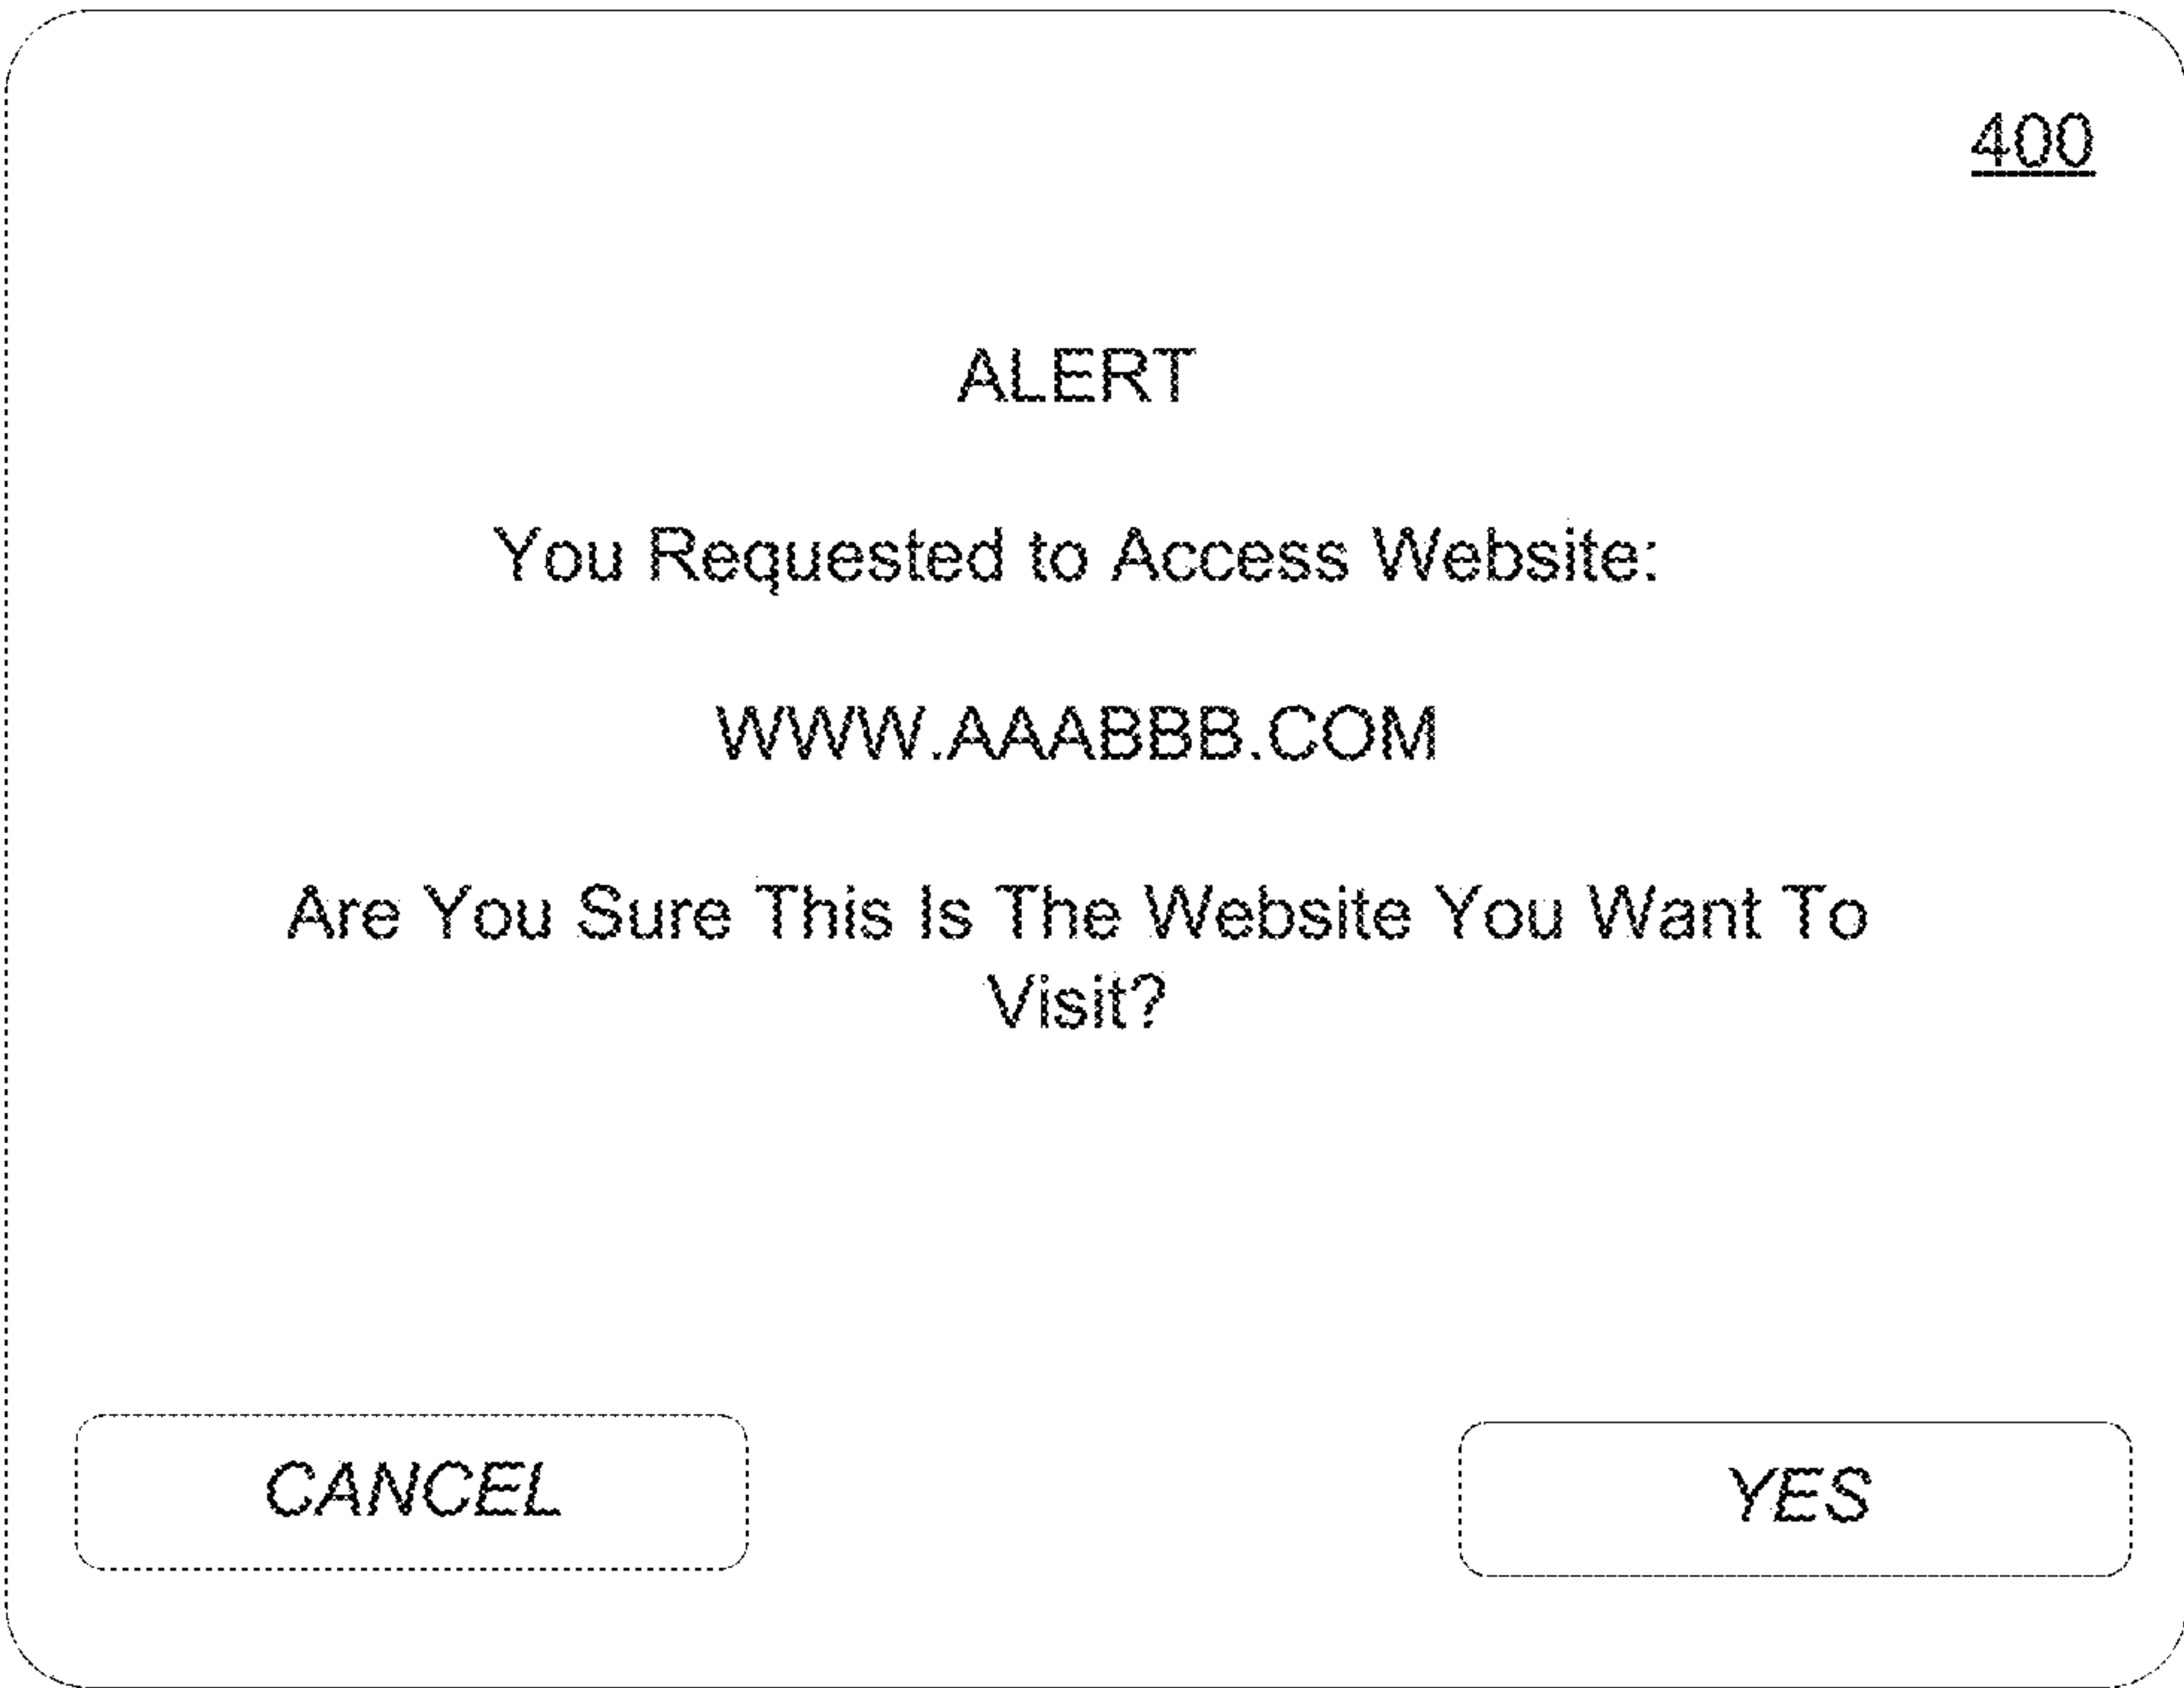 400
ALERT
You Requested to Access Website:
WWW.AAABBB.COM
Are You Sure This Is The Website You Want To
Visit?
CANCEL
YES